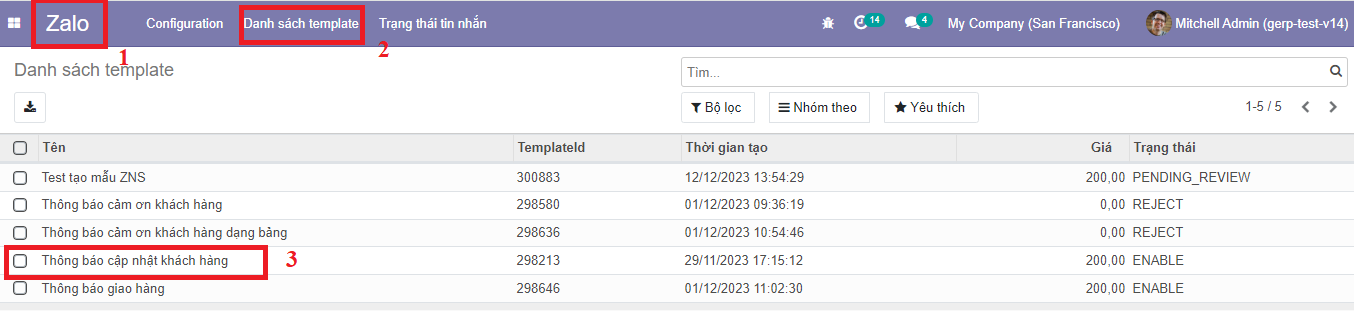 Zalo Configuration Danh sách template Trạng thái tin nhắn 14 4 My Company (San Francisco) Mitchell Admin (gerp-test-v14)
1 2
Danh sách template Tìm...
Bộ lọc Nhóm theo Yêu thích 1-5 / 5
Tên TemplateId Thời gian tạo Giá Trạng thái
Test tạo mẫu ZNS 300883 12/12/2023 13:54:29 200,00 PENDING_REVIEW
Thông báo cảm ơn khách hàng 298580 01/12/2023 09:36:19 0,00 REJECT
Thông báo cảm ơn khách hàng dạng bảng 298636 01/12/2023 10:54:46 0,00 REJECT
Thông báo cập nhật khách hàng 3 298213 29/11/2023 17:15:12 200,00 ENABLE
Thông báo giao hàng 298646 01/12/2023 11:02:30 200,00 ENABLE